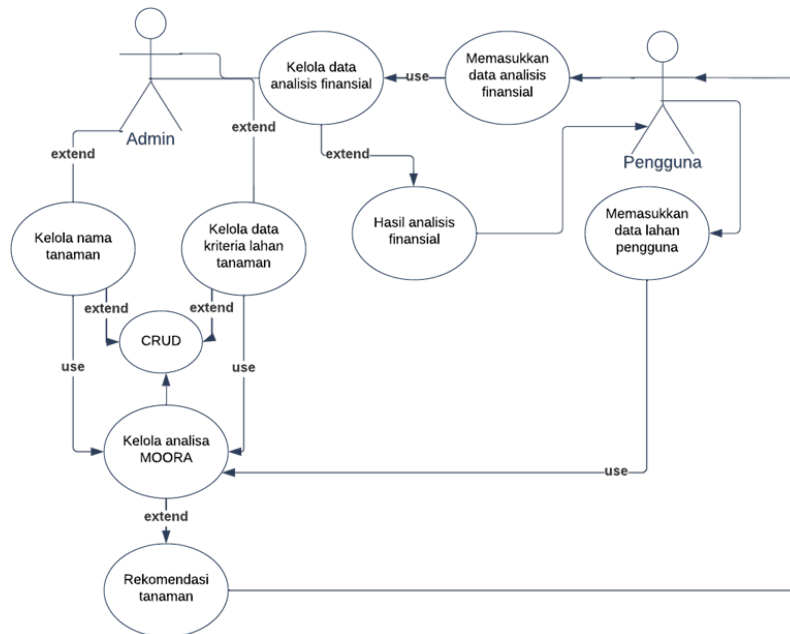 Kelola data
analisis finansial
use
Memasukkan
data analisis
finansial
extend
Admin
extend
extend
Pengguna
Kelola nama
tanaman
Kelola data
kriteria lahan
tanaman
Hasil analisis
finansial
Memasukkan
data lahan
pengguna
extend
extend
CRUD
use
use
Kelola analisa
MOORA
use
extend
Rekomendasi
tanaman